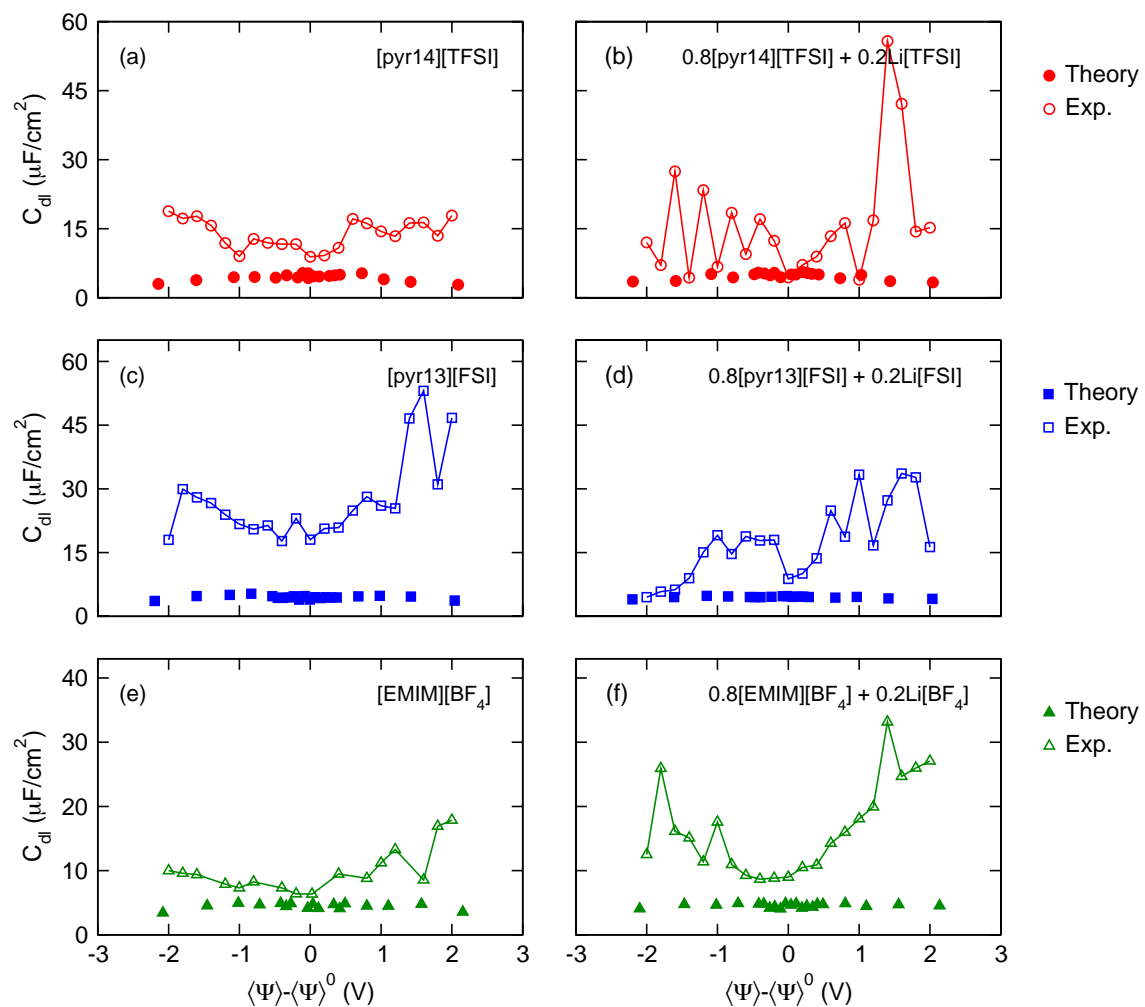 60
45
30
15
0
C_dl (μF/cm²)
(a)
[pyr14][TFSI]
(b)
0.8[pyr14][TFSI] + 0.2Li[TFSI]
Theory
Exp.
60
45
30
15
0
C_dl (μF/cm²)
(c)
[pyr13][FSI]
(d)
0.8[pyr13][FSI] + 0.2Li[FSI]
Theory
Exp.
40
30
20
10
0
C_dl (μF/cm²)
(e)
[EMIM][BF₄]
(f)
0.8[EMIM][BF₄] + 0.2Li[BF₄]
Theory
Exp.
-3 -2 -1 0 1 2 3
-3 -2 -1 0 1 2 3
⟨Ψ⟩-⟨Ψ⟩⁰ (V)
⟨Ψ⟩-⟨Ψ⟩⁰ (V)